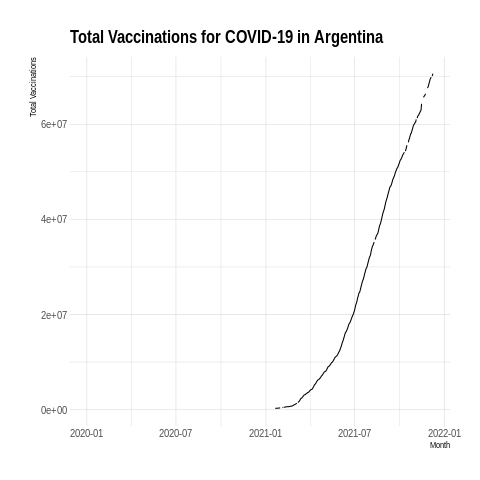 Total Vaccinations for COVID-19 in Argentina
Total Vaccinations
6e+07
4e+07
2e+07
0e+00
2020-01 2020-07 2021-01 2021-07 2022-01
Month